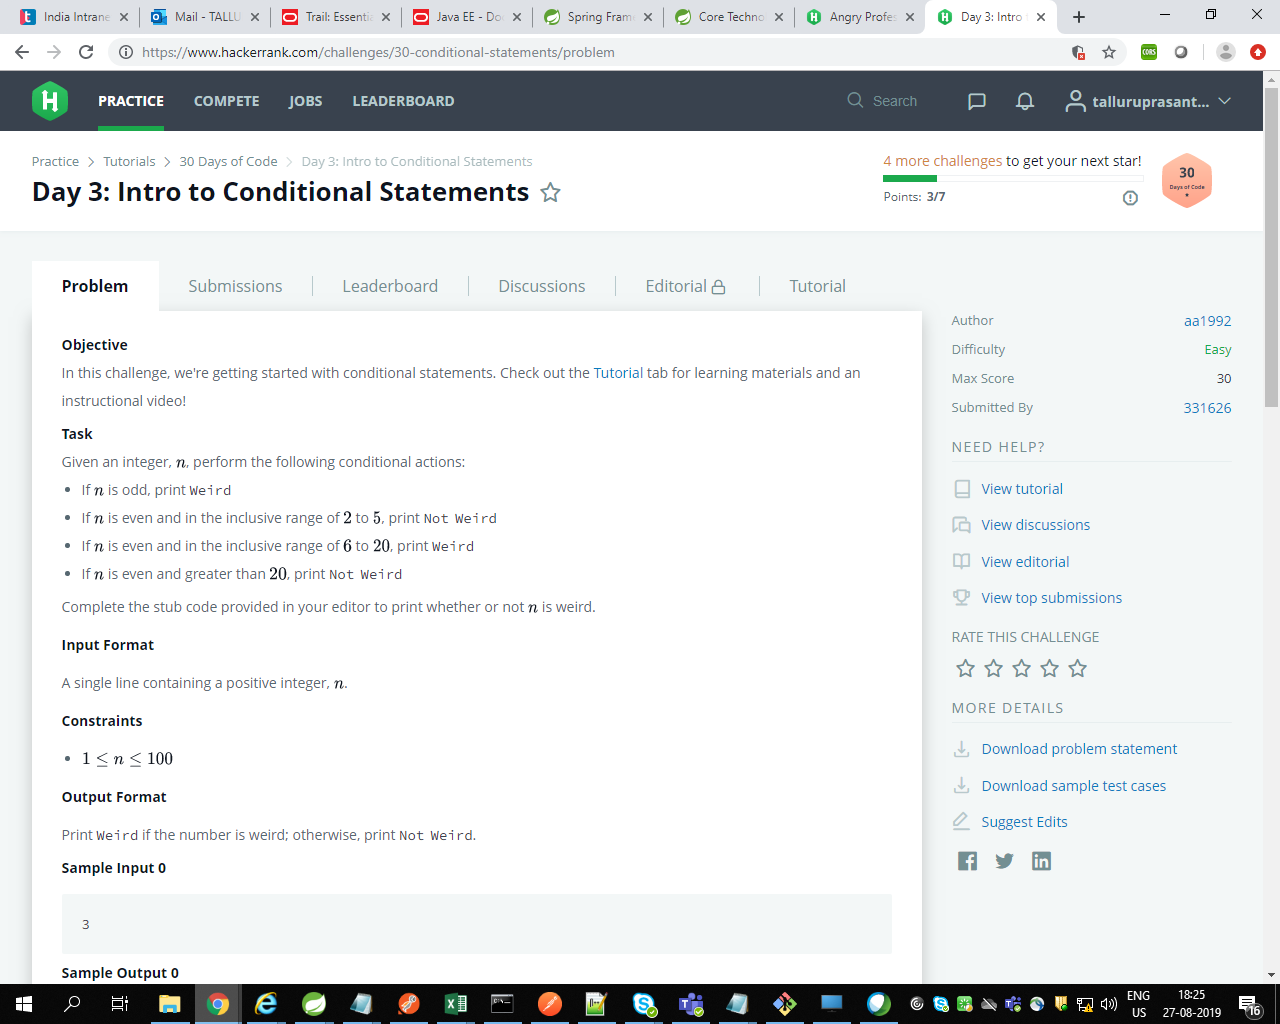 India Intrane
Mail - TALLU
Trail: Essentia
Java EE - Do
Spring Fram
Core Techno
Angry Profes
Day 3: Intro
https://www.hackerrank.com/challenges/30-conditional-statements/problem
CORS
PRACTICE COMPETE JOBS LEADERBOARD Search talluruprasant...
Practice > Tutorials > 30 Days of Code > Day 3: Intro to Conditional Statements
Day 3: Intro to Conditional Statements
4 more challenges to get your next star!
Points: 3/7
30
Days of Code
Problem Submissions Leaderboard Discussions Editorial Tutorial
Objective
In this challenge, we're getting started with conditional statements. Check out the Tutorial tab for learning materials and an
instructional video!
Task
Given an integer, n, perform the following conditional actions:
• If n is odd, print Weird
• If n is even and in the inclusive range of 2 to 5, print Not Weird
• If n is even and in the inclusive range of 6 to 20, print Weird
• If n is even and greater than 20, print Not Weird
Complete the stub code provided in your editor to print whether or not n is weird.
Input Format
A single line containing a positive integer, n.
Constraints
• 1 ≤ n ≤ 100
Output Format
Print Weird if the number is weird; otherwise, print Not Weird.
Sample Input 0
3
Sample Output 0
Author aa1992
Difficulty Easy
Max Score 30
Submitted By 331626
NEED HELP?
View tutorial
View discussions
View editorial
View top submissions
RATE THIS CHALLENGE
MORE DETAILS
Download problem statement
Download sample test cases
Suggest Edits
ENG
US
18:25
27-08-2019
16